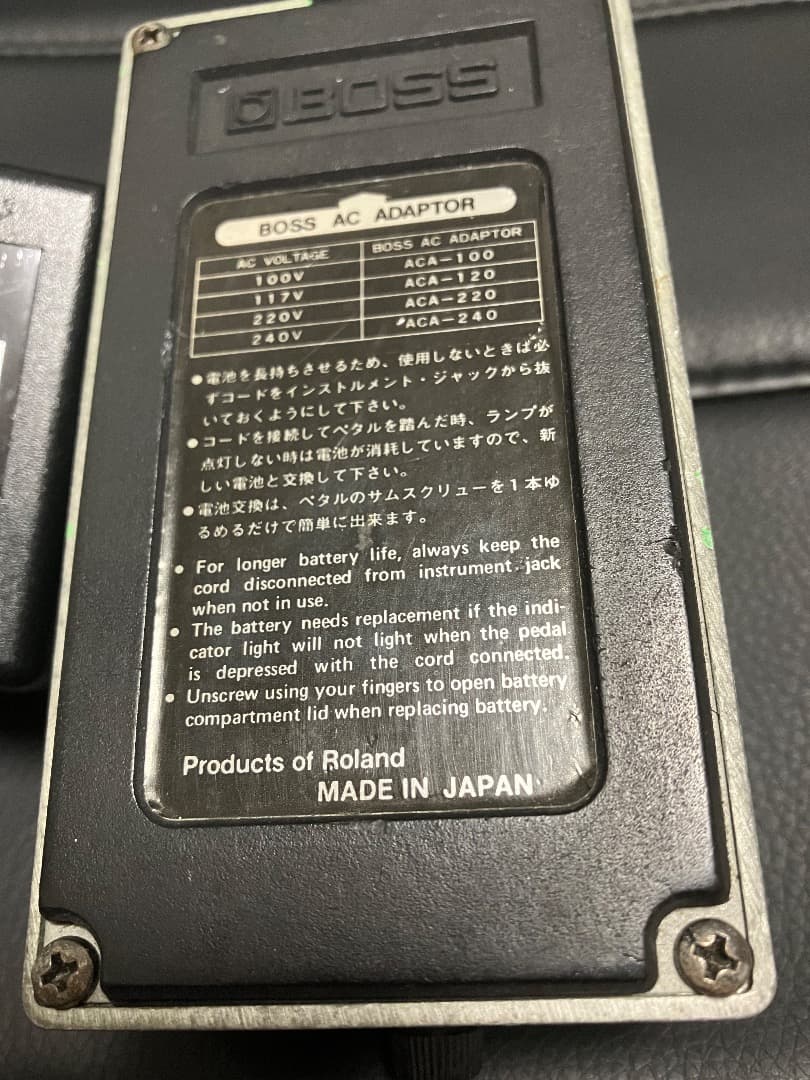 BOSS
BOSS AC ADAPTOR
AC VOLTAGE BOSS AC ADAPTOR
100V ACA-100
117V ACA-120
220V ACA-220
240V ACA-240
●電池を長持ちさせるため、使用しないときは必
ずコードをインストルメント・ジャックから抜
いておくようにして下さい。
●コードを接続してペタルを踏んだ時、ランプが
点灯しない時は電池が消耗していますので、新
しい電池と交換して下さい。
●電池交換は、ペタルのサムスクリューを1本ゆ
るめるだけで簡単に出来ます。
● For longer battery life, always keep the
cord disconnected from instrument jack
when not in use.
● The battery needs replacement if the indi-
cator light will not light when the pedal
is depressed with the cord connected.
● Unscrew using your fingers to open battery
compartment lid when replacing battery.
Products of Roland
MADE IN JAPAN